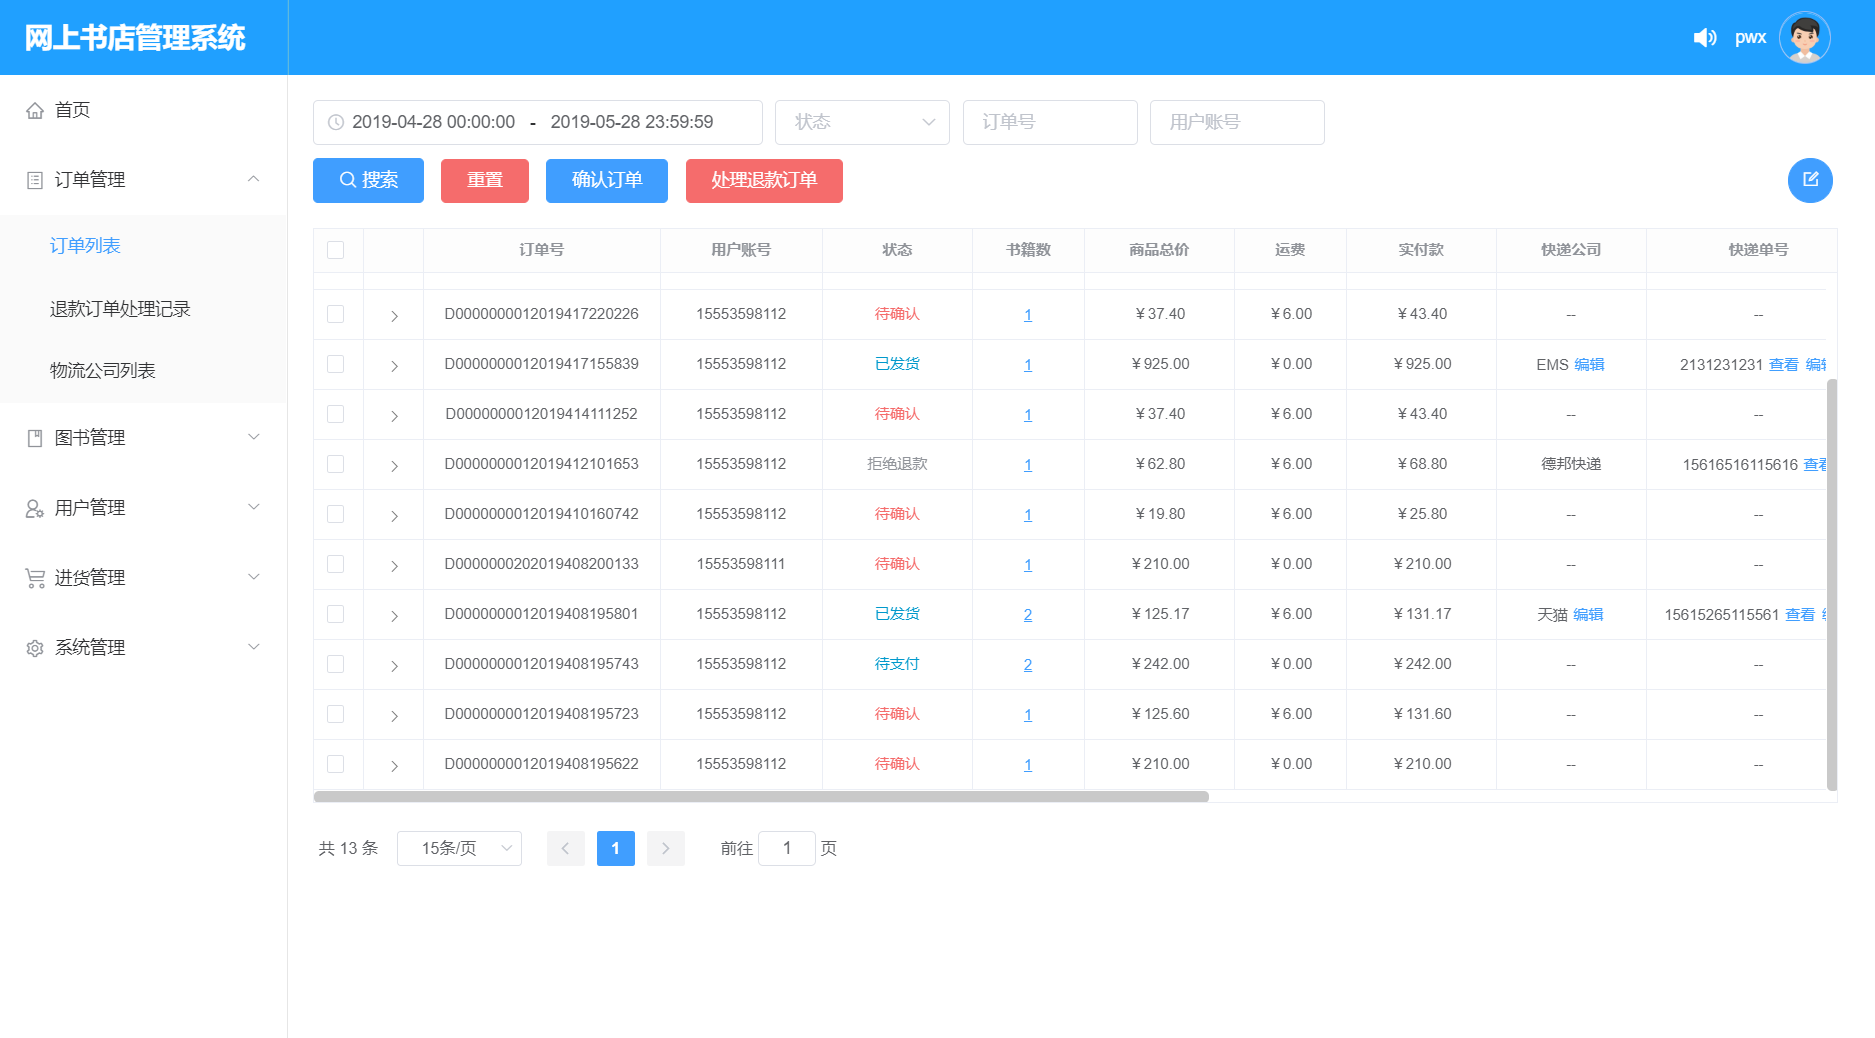 网上书店管理系统
pwx
首页
订单管理
订单列表
退款订单处理记录
物流公司列表
图书管理
用户管理
进货管理
系统管理
2019-04-28 00:00:00 - 2019-05-28 23:59:59 状态 订单号 用户账号
搜索 重置 确认订单 处理退款订单
订单号 用户账号 状态 书籍数 商品总价 运费 实付款 快递公司 快递单号
D0000000012019417220226 15553598112 待确认 1 ¥37.40 ¥6.00 ¥43.40 -- --
D0000000012019417155839 15553598112 已发货 1 ¥925.00 ¥0.00 ¥925.00 EMS 编辑 2131231231 查看 编辑
D0000000012019414111252 15553598112 待确认 1 ¥37.40 ¥6.00 ¥43.40 -- --
D0000000012019412101653 15553598112 拒绝退款 1 ¥62.80 ¥6.00 ¥68.80 德邦快递 15616516115616 查看
D0000000012019410160742 15553598112 待确认 1 ¥19.80 ¥6.00 ¥25.80 -- --
D0000000202019408200133 15553598111 待确认 1 ¥210.00 ¥0.00 ¥210.00 -- --
D0000000012019408195801 15553598112 已发货 2 ¥125.17 ¥6.00 ¥131.17 天猫 编辑 15615265115561 查看
D0000000012019408195743 15553598112 待支付 2 ¥242.00 ¥0.00 ¥242.00 -- --
D0000000012019408195723 15553598112 待确认 1 ¥125.60 ¥6.00 ¥131.60 -- --
D0000000012019408195622 15553598112 待确认 1 ¥210.00 ¥0.00 ¥210.00 -- --
共 13 条 15条/页 1 前往 1 页